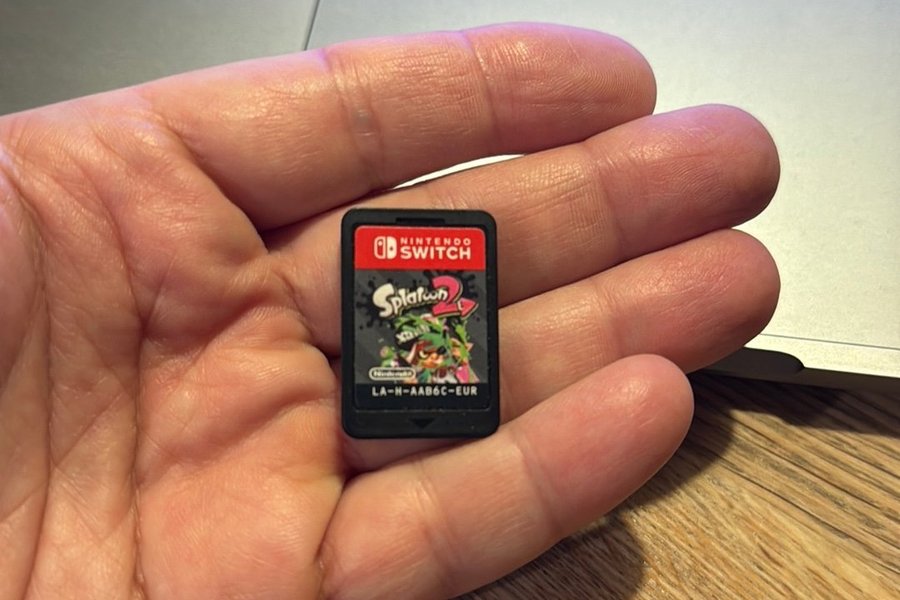 NINTENDO
SWITCH
Splatoon 2
Nintendo
LA-H-AAB6C-EUR